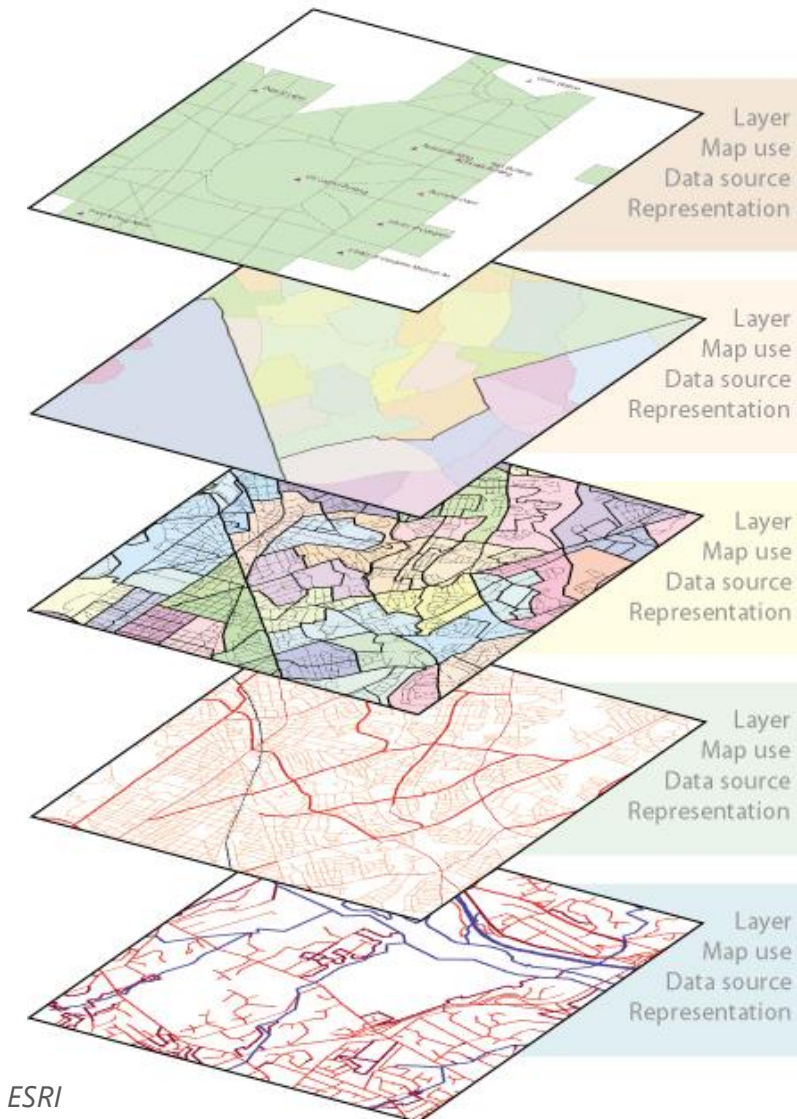 Layer
Map use
Data source
Representation
Layer
Map use
Data source
Representation
Layer
Map use
Data source
Representation
Layer
Map use
Data source
Representation
Layer
Map use
Data source
Representation
ESRI